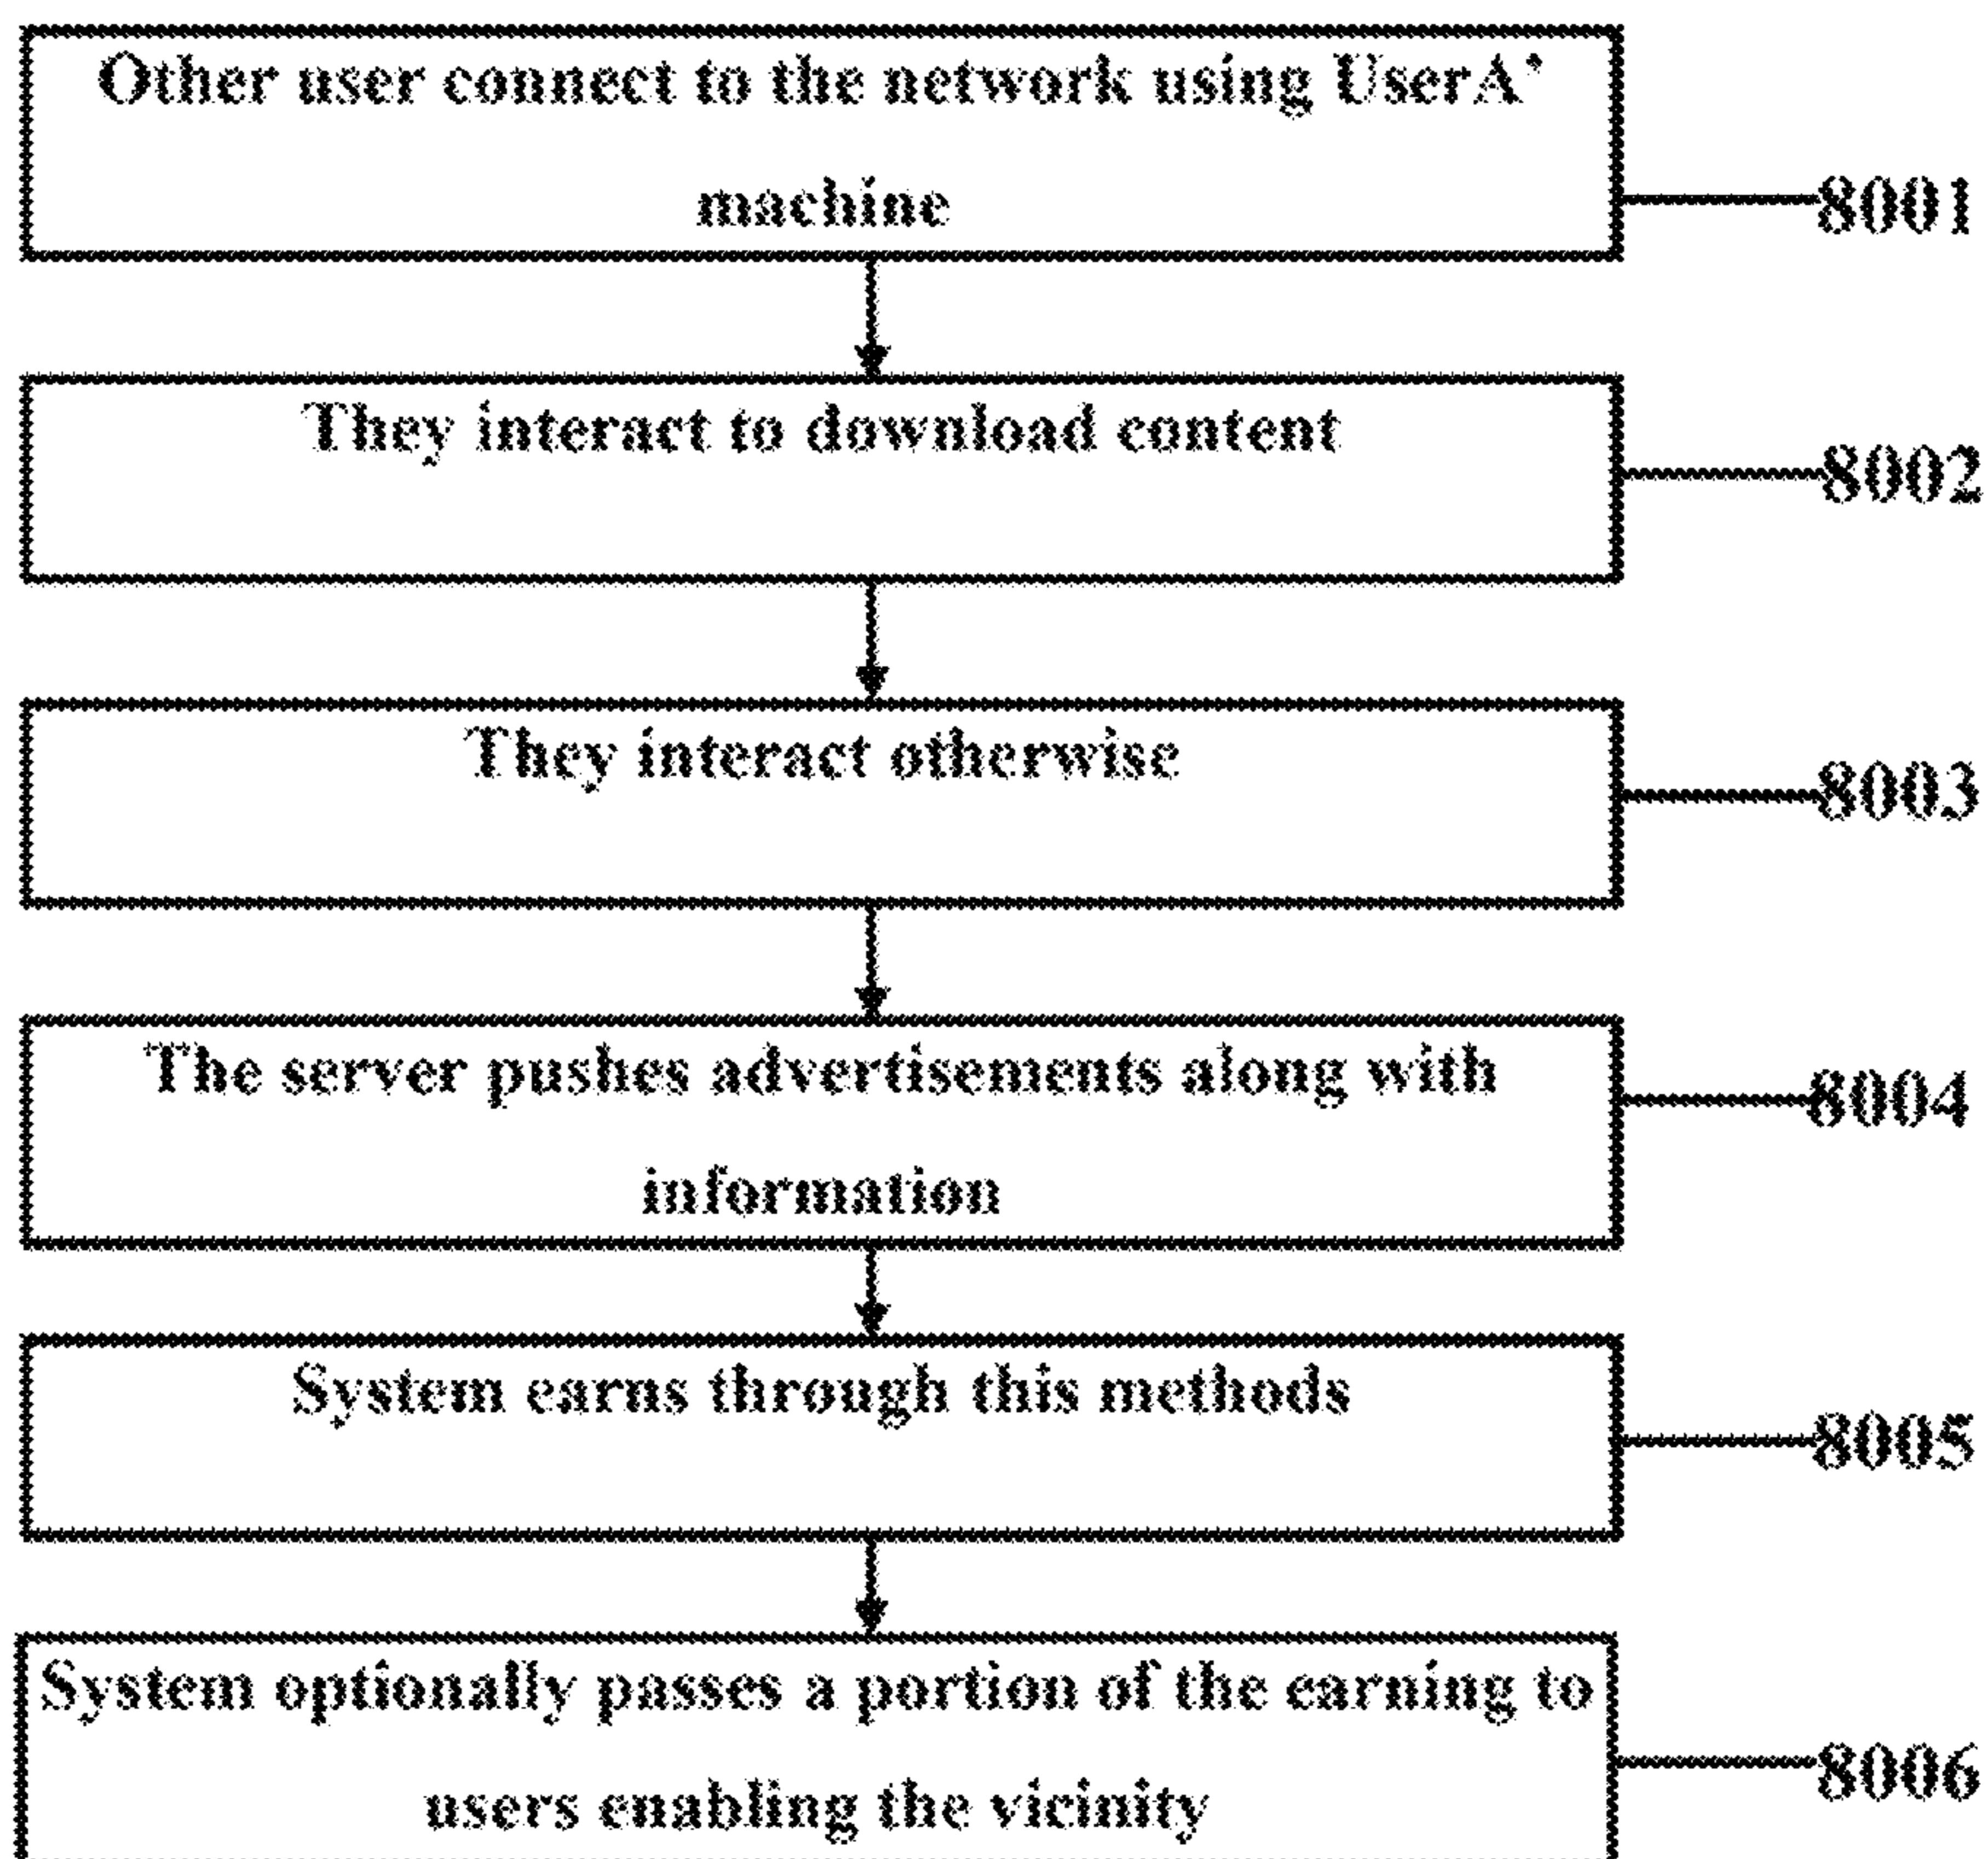 Other user connect to the network using UserA'
machine
8001
They interact to download content
8002
They interact otherwise
8003
The server pushes advertisements along with
information
8004
System earns through this methods
8005
System optionally passes a portion of the earning to
users enabling the vicinity
8006